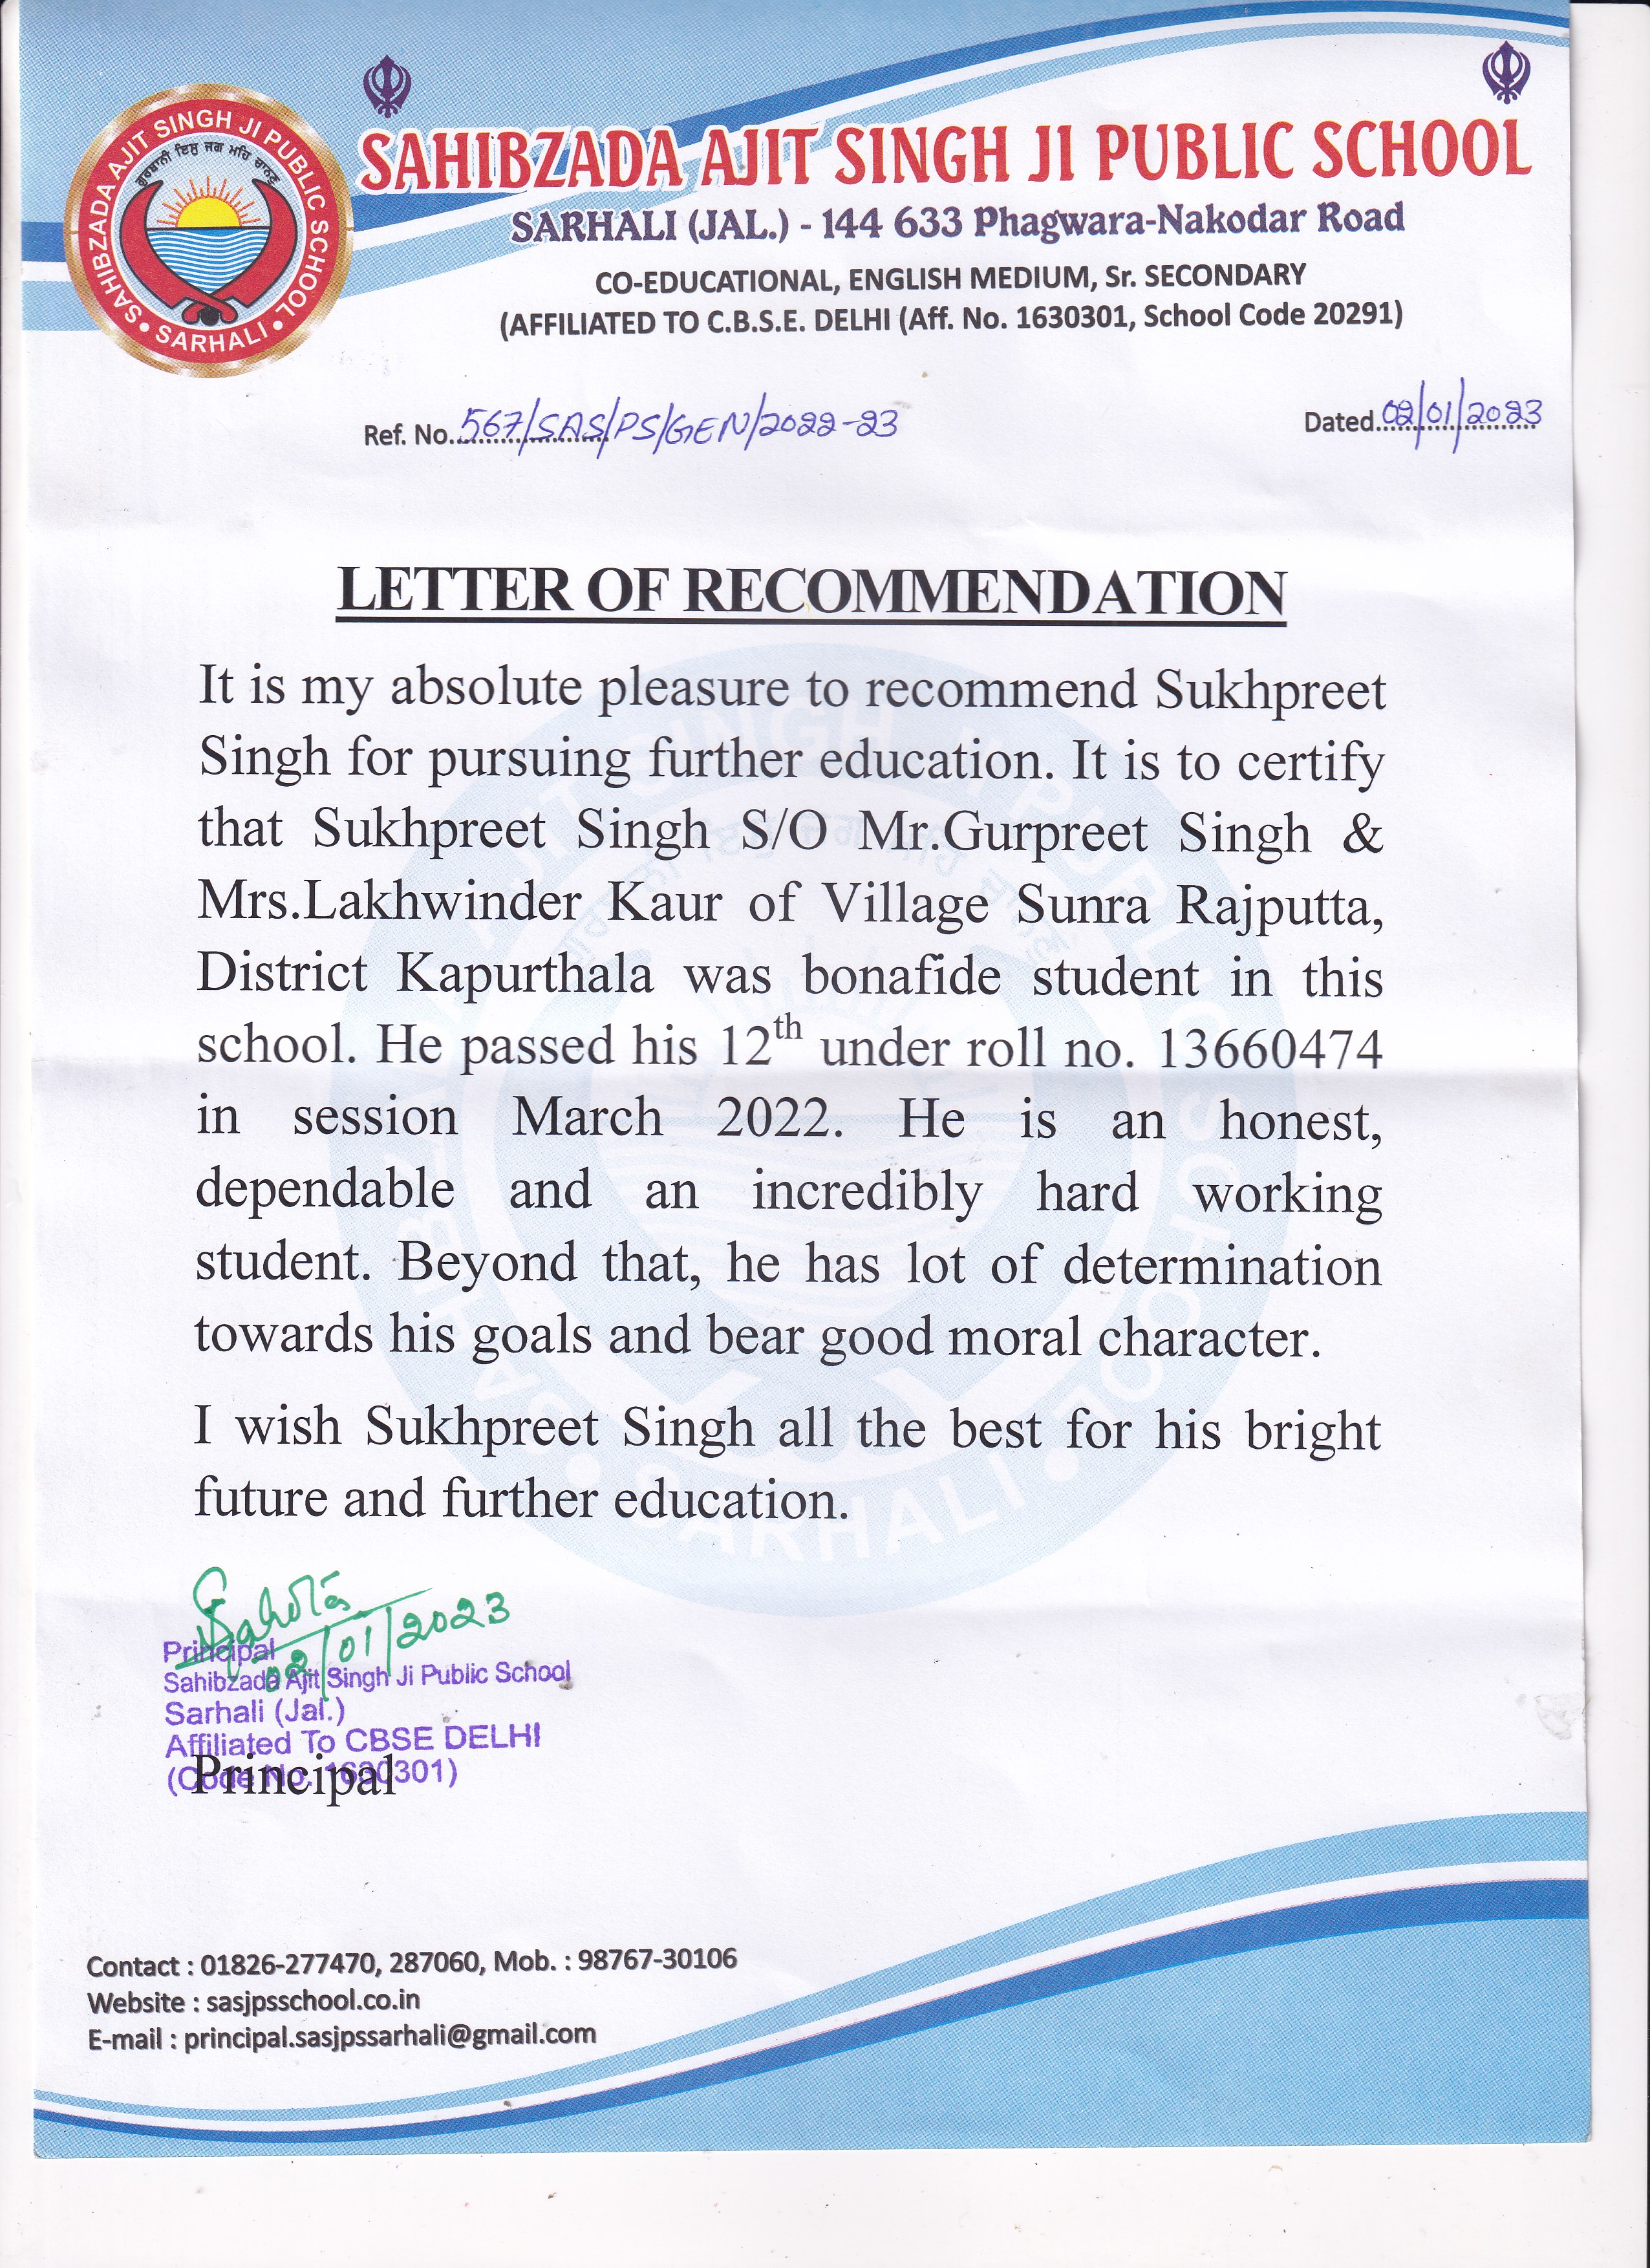 SAHIBZADA AJIT SINGH JI PUBLIC SCHOOL
• SARHALI •
ਗੁਰਬਾਣੀ ਇਸੁ ਜਗ ਮਹਿ ਚਾਨਣੁ
SAHIBZADA AJIT SINGH JI PUBLIC SCHOOL
SARHALI (JAL.) - 144 633 Phagwara-Nakodar Road
CO-EDUCATIONAL, ENGLISH MEDIUM, Sr. SECONDARY
(AFFILIATED TO C.B.S.E. DELHI (Aff. No. 1630301, School Code 20291)
Ref. No. 567/SAS/PS/GEN/2022-23
Dated 02/01/2023
LETTER OF RECOMMENDATION
It is my absolute pleasure to recommend Sukhpreet
Singh for pursuing further education. It is to certify
that Sukhpreet Singh S/O Mr.Gurpreet Singh &
Mrs.Lakhwinder Kaur of Village Sunra Rajputta,
District Kapurthala was bonafide student in this
school. He passed his 12th under roll no. 13660474
in session March 2022. He is an honest,
dependable and an incredibly hard working
student. Beyond that, he has lot of determination
towards his goals and bear good moral character.
I wish Sukhpreet Singh all the best for his bright
future and further education.
02/01/2023
Principal
Sahibzada Ajit Singh Ji Public School
Sarhali (Jal.)
Affiliated To CBSE DELHI
(Code No. 1630301)
Principal
Contact : 01826-277470, 287060, Mob. : 98767-30106
Website : sasjpsschool.co.in
E-mail : principal.sasjpssarhali@gmail.com